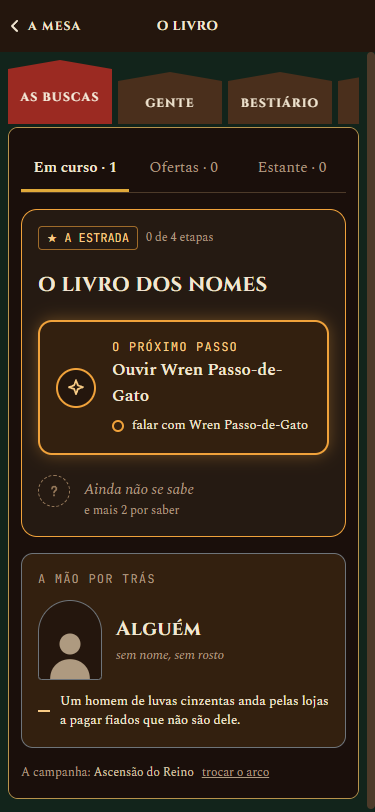 A MESA
O LIVRO
AS BUSCAS
GENTE
BESTIÁRIO
Em curso · 1
Ofertas · 0
Estante · 0
★ A ESTRADA
0 de 4 etapas
O LIVRO DOS NOMES
O PRÓXIMO PASSO
Ouvir Wren Passo-de-
Gato
falar com Wren Passo-de-Gato
?
Ainda não se sabe
e mais 2 por saber
A MÃO POR TRÁS
ALGUÉM
sem nome, sem rosto
Um homem de luvas cinzentas anda pelas lojas
a pagar fiados que não são dele.
A campanha: Ascensão do Reino trocar o arco